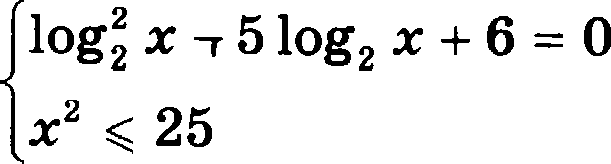 log₂² x - 5 log₂ x + 6 = 0
x² ⩽ 25